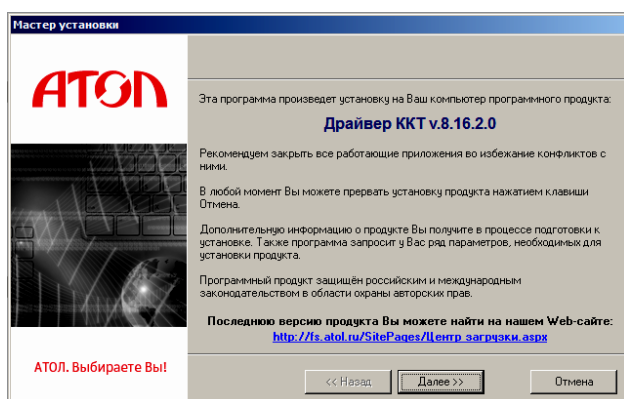 Мастер установки
АТОЛ
Эта программа произведет установку на Ваш компьютер программного продукта:
Драйвер ККТ v.8.16.2.0
Рекомендуем закрыть все работающие приложения во избежание конфликтов с
ними.
В любой момент Вы можете прервать установку продукта нажатием клавиши
Отмена.
Дополнительную информацию о продукте Вы получите в процессе подготовки к
установке. Также программа запросит у Вас ряд параметров, необходимых для
установки продукта.
Программный продукт защищён российским и международным
законодательством в области охраны авторских прав.
Последнюю версию продукта Вы можете найти на нашем Web-сайте:
http://fs.atol.ru/SitePages/Центр загрузки.aspx
АТОЛ. Выбираете Вы!
<< Назад
Далее >>
Отмена